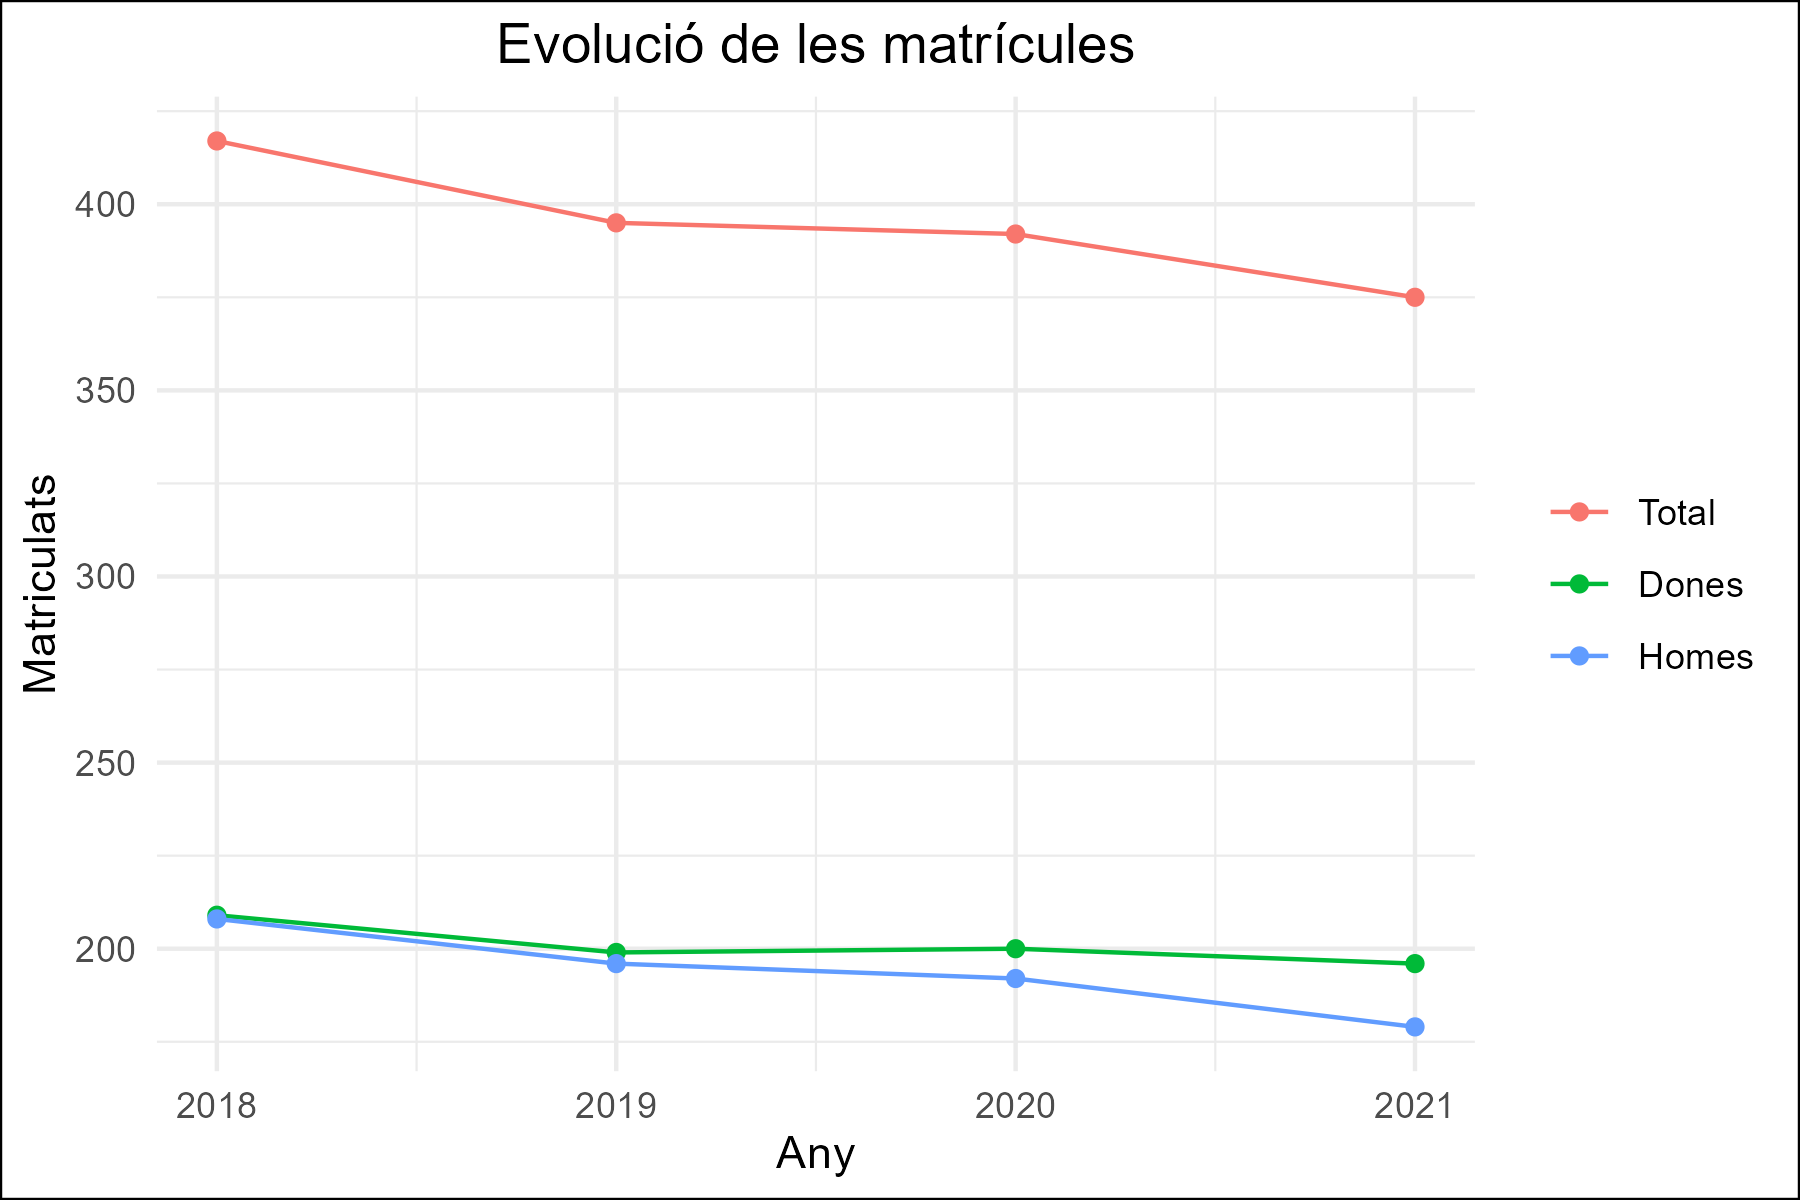 Evolució de les matrícules
Matriculats
400
350
300
250
200
2018 2019 2020 2021
Any
Total
Dones
Homes